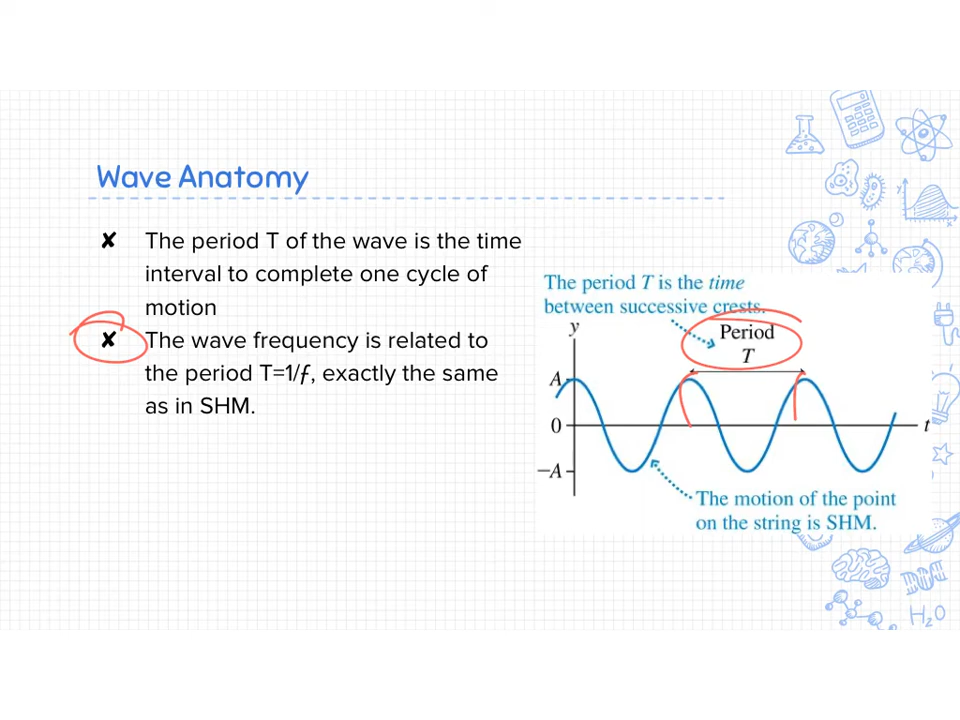 Wave Anatomy
✘ The period T of the wave is the time
interval to complete one cycle of
motion
✘ The wave frequency is related to
the period T=1/ƒ, exactly the same
as in SHM.
The period T is the time
between successive crests.
y
Period
T
A
0
t
−A
The motion of the point
on the string is SHM.
y
x
H₂O